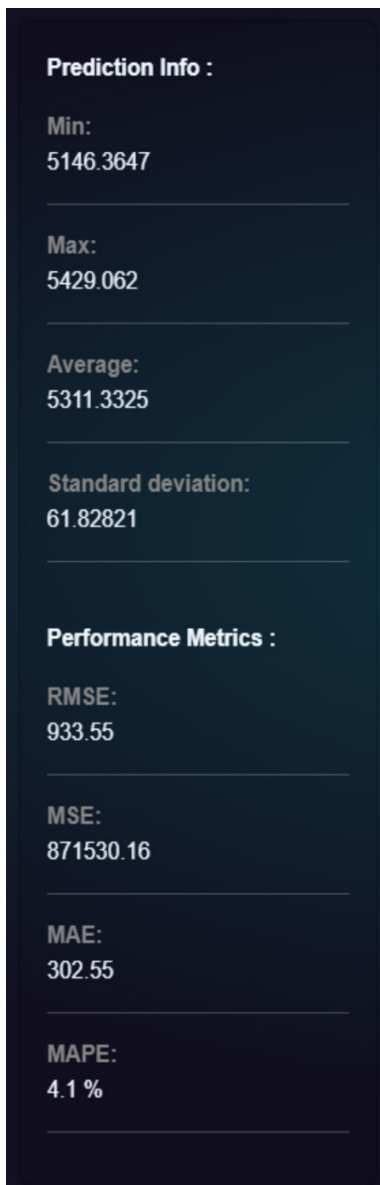 Prediction Info :
Min:
5146.3647
Max:
5429.062
Average:
5311.3325
Standard deviation:
61.82821
Performance Metrics :
RMSE:
933.55
MSE:
871530.16
MAE:
302.55
MAPE:
4.1 %